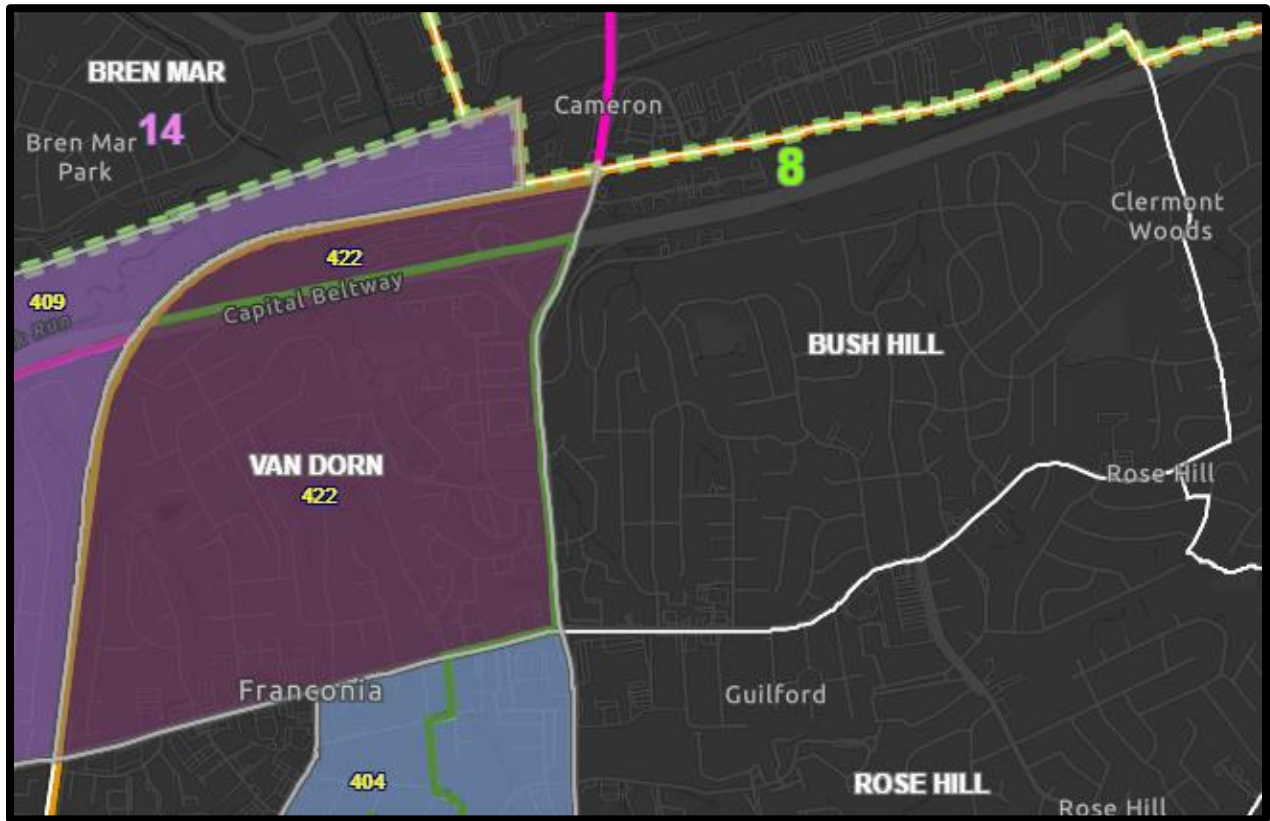 BREN MAR
14
Bren Mar
Park
Cameron
8
Clermont
Woods
422
409
Capital Beltway
k Run
BUSH HILL
VAN DORN
422
Rose Hill
Franconia
Guilford
404
ROSE HILL
Rose Hill